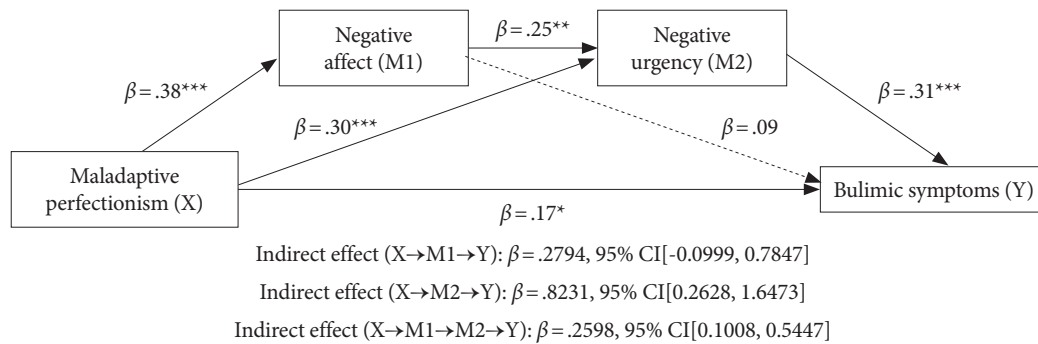 Negative
affect (M1)
β = .25**
Negative
urgency (M2)
β = .38***
β = .30***
β = .09
β = .31***
Maladaptive
perfectionism (X)
β = .17*
Bulimic symptoms (Y)
Indirect effect (X→M1→Y): β = .2794, 95% CI[-0.0999, 0.7847]
Indirect effect (X→M2→Y): β = .8231, 95% CI[0.2628, 1.6473]
Indirect effect (X→M1→M2→Y): β = .2598, 95% CI[0.1008, 0.5447]